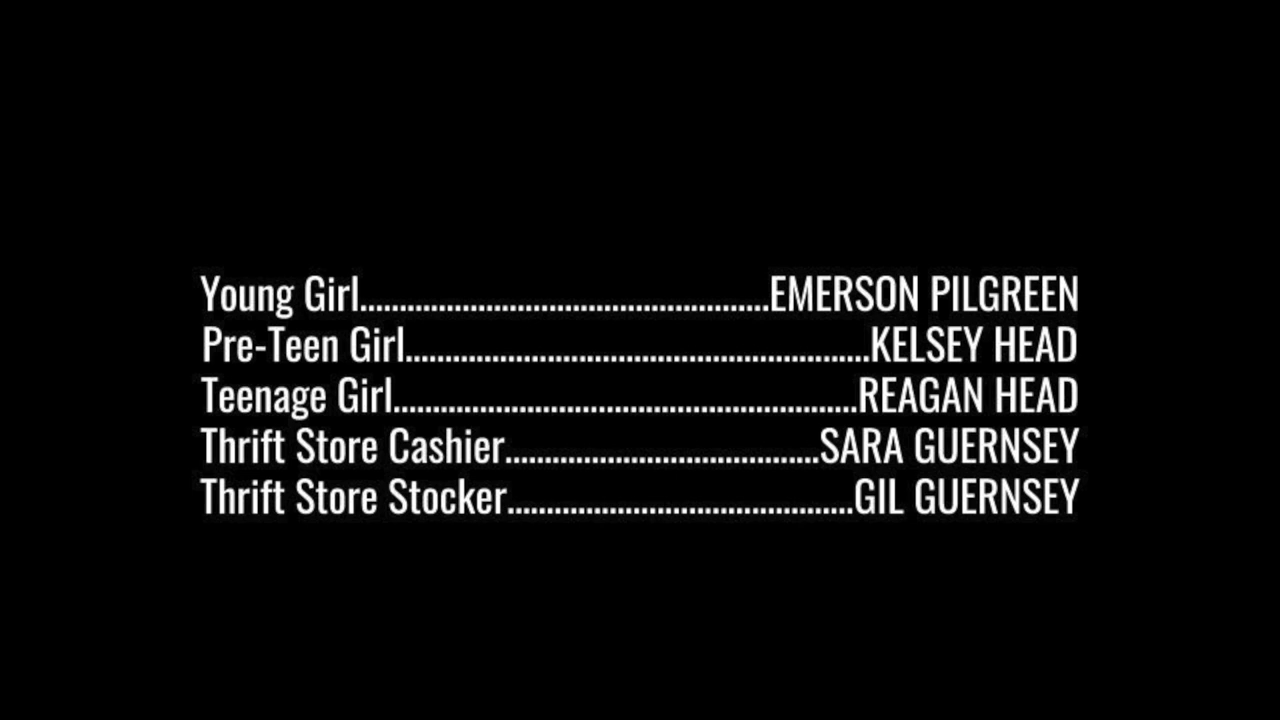 Young Girl....................................................EMERSON PILGREEN
Pre-Teen Girl...........................................................KELSEY HEAD
Teenage Girl...........................................................REAGAN HEAD
Thrift Store Cashier........................................SARA GUERNSEY
Thrift Store Stocker............................................GIL GUERNSEY